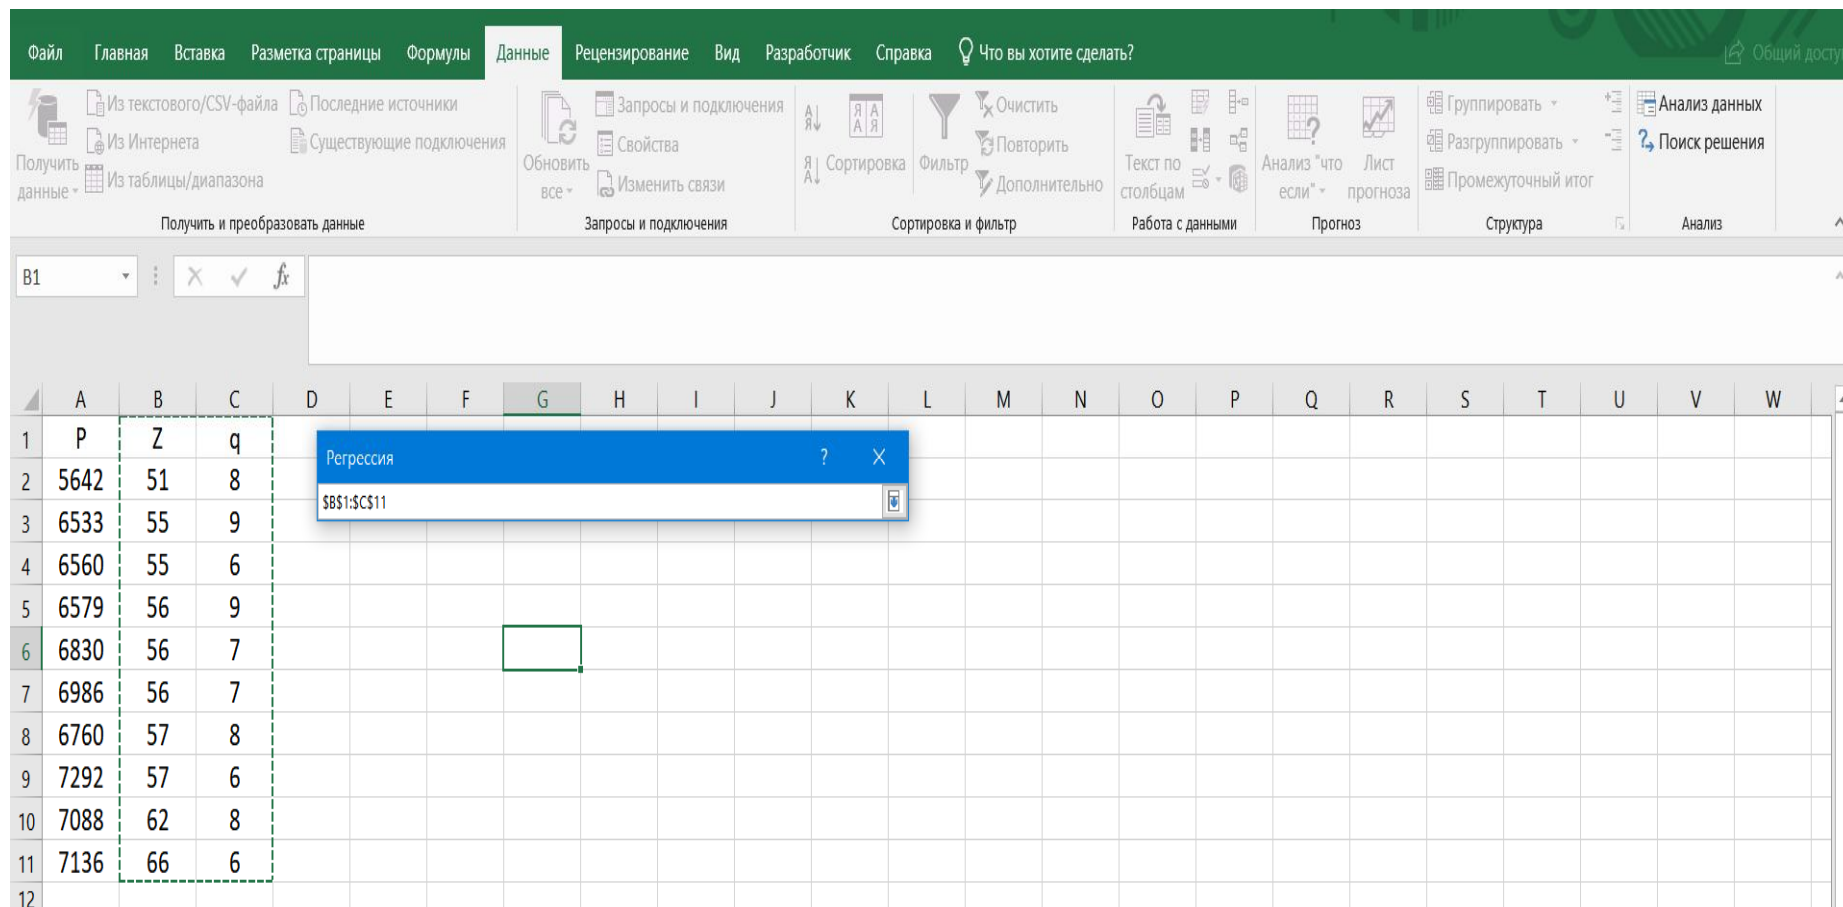 Файл Главная Вставка Разметка страницы Формулы Данные Рецензирование Вид Разработчик Справка Что вы хотите сделать? Общий
Получить данные
Из текстового/CSV-файла
Из Интернета
Из таблицы/диапазона
Последние источники
Существующие подключения
Получить и преобразовать данные
Обновить все
Запросы и подключения
Свойства
Изменить связи
Запросы и подключения
Сортировка
Фильтр
Очистить
Повторить
Дополнительно
Сортировка и фильтр
Текст по столбцам
Работа с данными
Анализ "что если"
Лист прогноза
Прогноз
Группировать
Разгруппировать
Промежуточный итог
Структура
Анализ данных
Поиск решения
Анализ
B1 fx
A B C D E F G H I J K L M N O P Q R S T U V W
1 P Z q
2 5642 51 8
3 6533 55 9
4 6560 55 6
5 6579 56 9
6 6830 56 7
7 6986 56 7
8 6760 57 8
9 7292 57 6
10 7088 62 8
11 7136 66 6
12
Регрессия ?
$B$1:$C$11